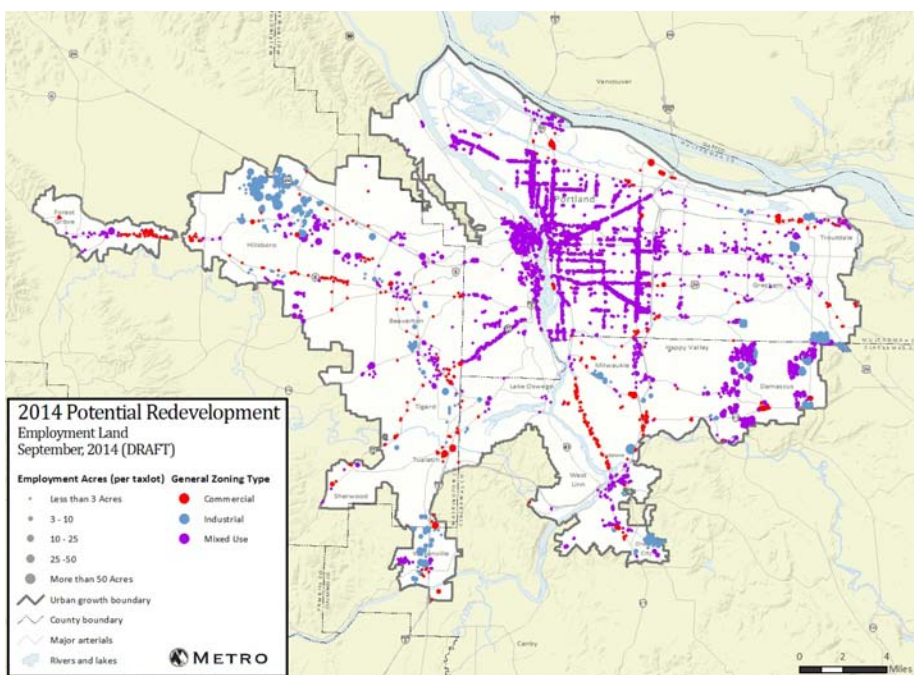 Vancouver
Portland
Forest
Grove
Hillsboro
Troutdale
Gresham
Beaverton
Happy Valley
Milwaukie
Lake Oswego
Damascus
Tigard
Tualatin
West
Linn
Sherwood
Canby
2014 Potential Redevelopment
Employment Land
September, 2014 (DRAFT)
Employment Acres (per taxlot) General Zoning Type
Less than 3 Acres
3 - 10
10 - 25
25 -50
More than 50 Acres
Commercial
Industrial
Mixed Use
Urban growth boundary
County boundary
Major arterials
Rivers and lakes
METRO
0 2 4
Miles